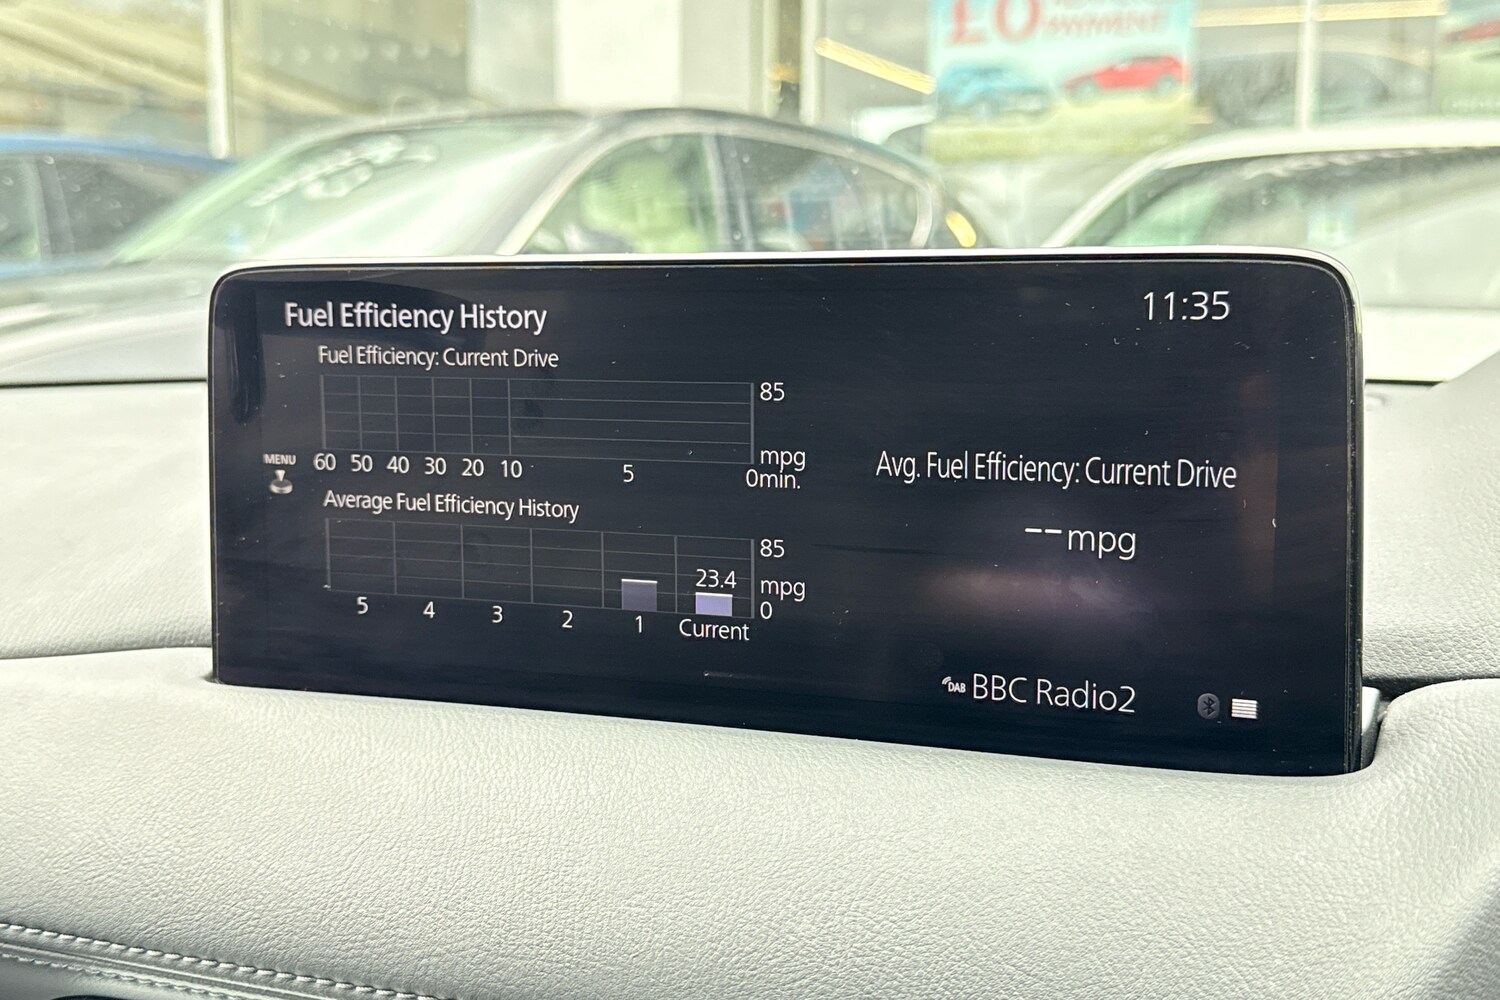 £0
PAYMENT
Fuel Efficiency History
11:35
Fuel Efficiency: Current Drive
85
mpg
MENU
60 50 40 30 20 10 5 0min.
Avg. Fuel Efficiency: Current Drive
--mpg
Average Fuel Efficiency History
85
23.4
mpg
0
5 4 3 2 1 Current
DAB BBC Radio2